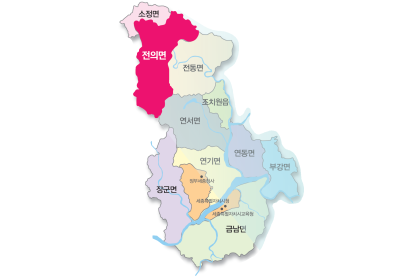 소정면
전의면
전동면
조치원읍
연서면
연기면
연동면
부강면
장군면
정부세종청사
세종특별자치시청
세종특별자치시교육청
금남면